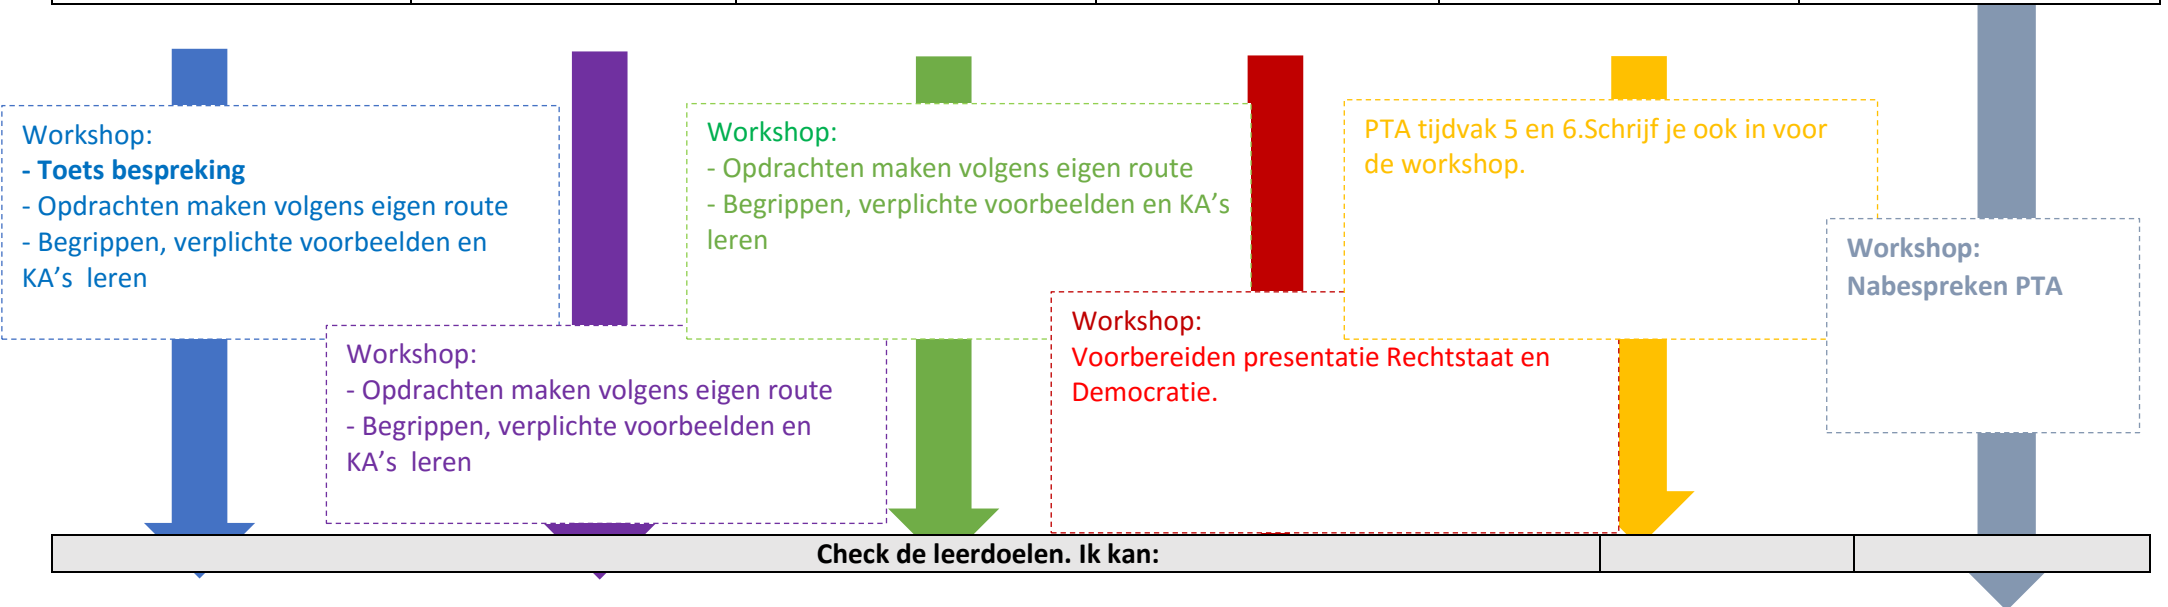 Workshop:
- Toets bespreking
- Opdrachten maken volgens eigen route
- Begrippen, verplichte voorbeelden en
KA’s  leren
Workshop:
- Opdrachten maken volgens eigen route
- Begrippen, verplichte voorbeelden en
KA’s  leren
Workshop:
- Opdrachten maken volgens eigen route
- Begrippen, verplichte voorbeelden en KA’s
leren
Workshop:
Voorbereiden presentatie Rechtstaat en
Democratie.
PTA tijdvak 5 en 6.Schrijf je ook in voor
de workshop.
Workshop:
Nabespreken PTA
Check de leerdoelen. Ik kan: